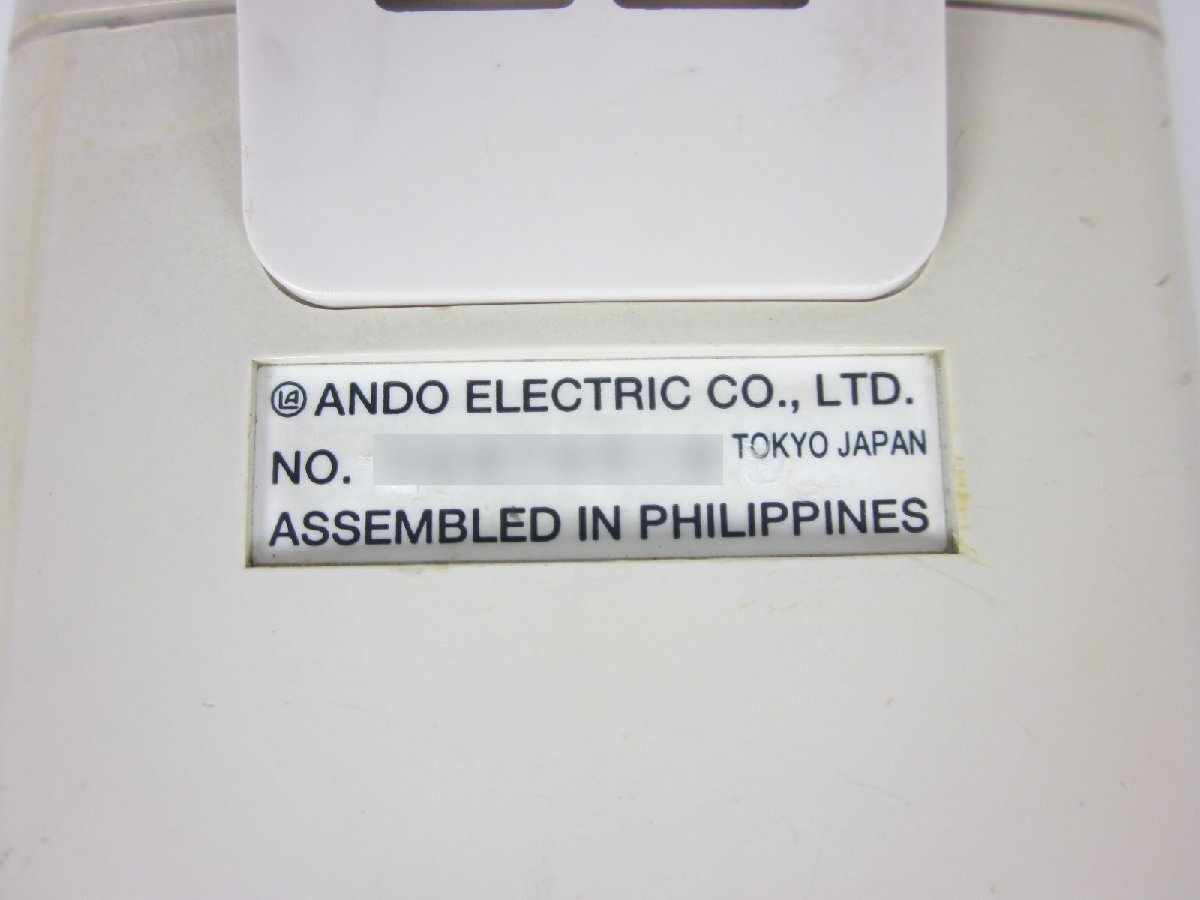 ANDO ELECTRIC CO., LTD.
NO. TOKYO JAPAN
ASSEMBLED IN PHILIPPINES